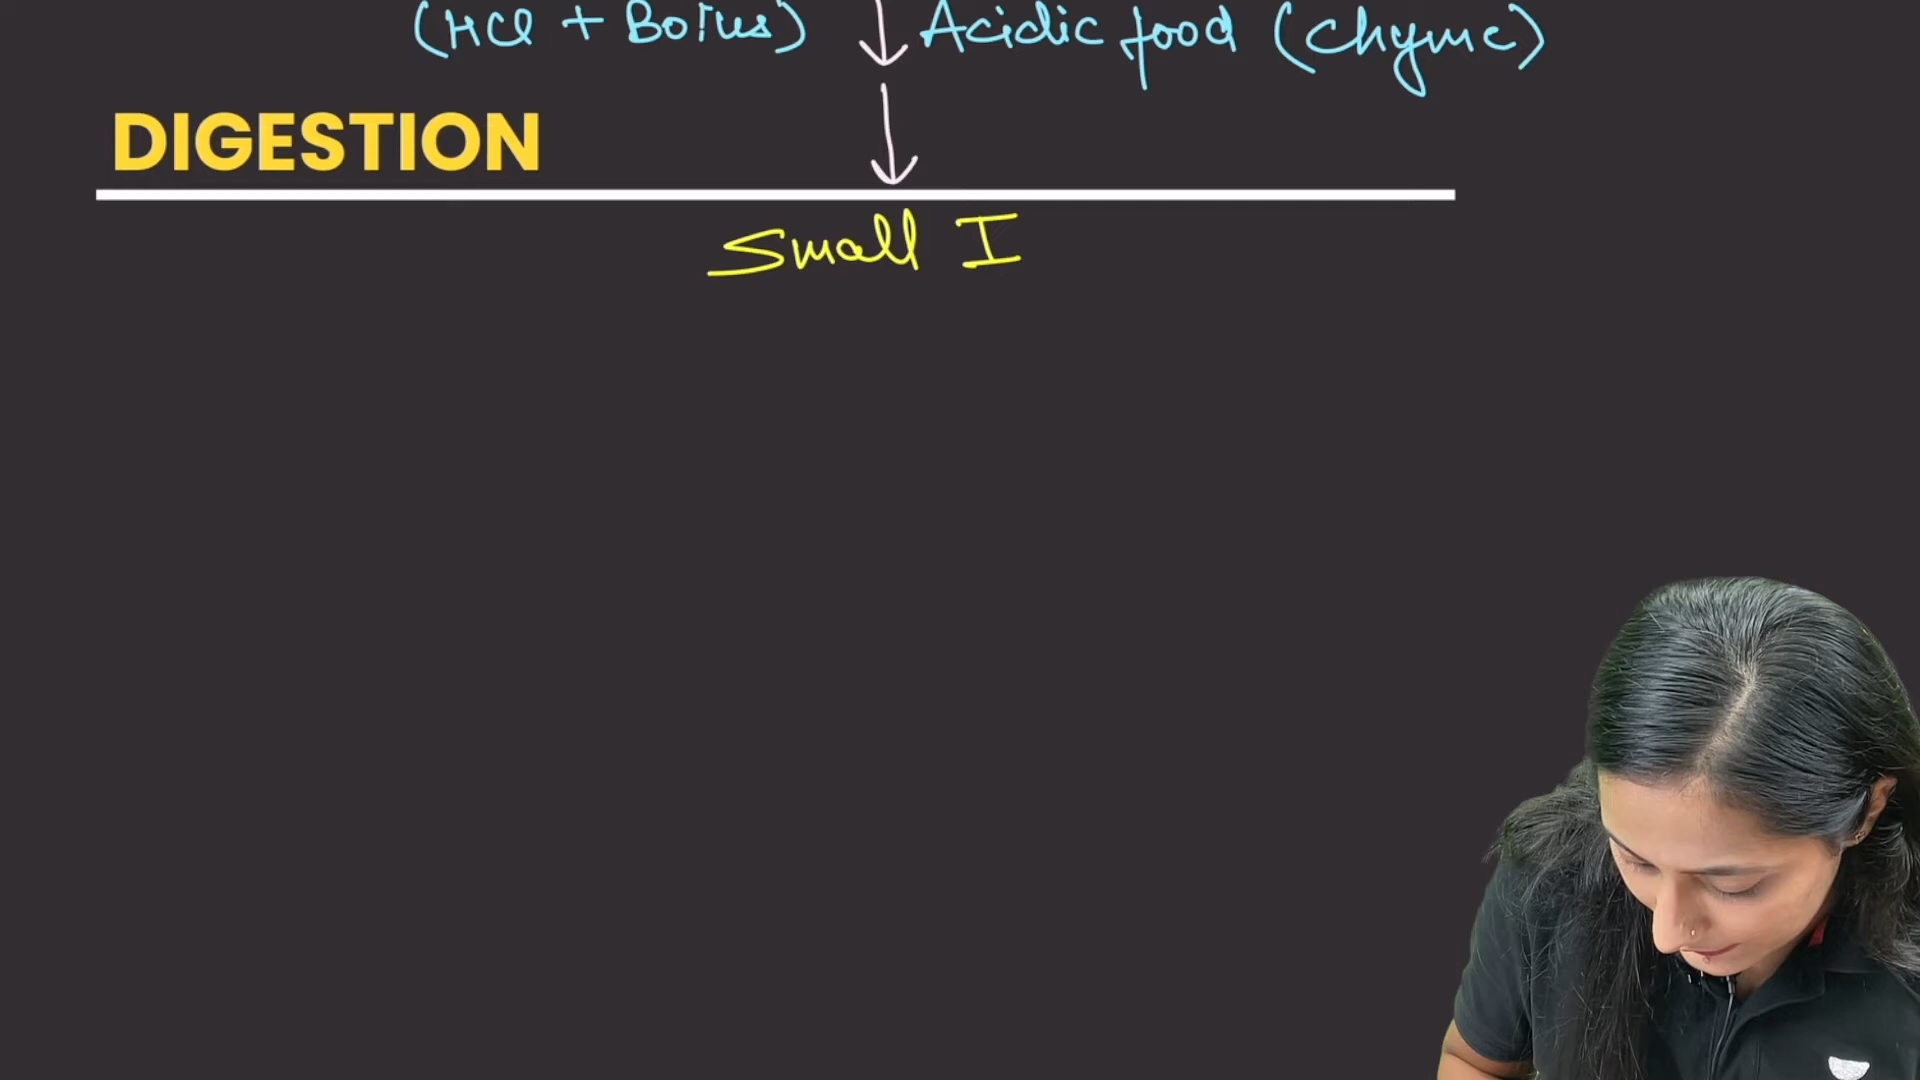 (HCl + Bolus) ↓ Acidic food (chyme)
DIGESTION
Small I